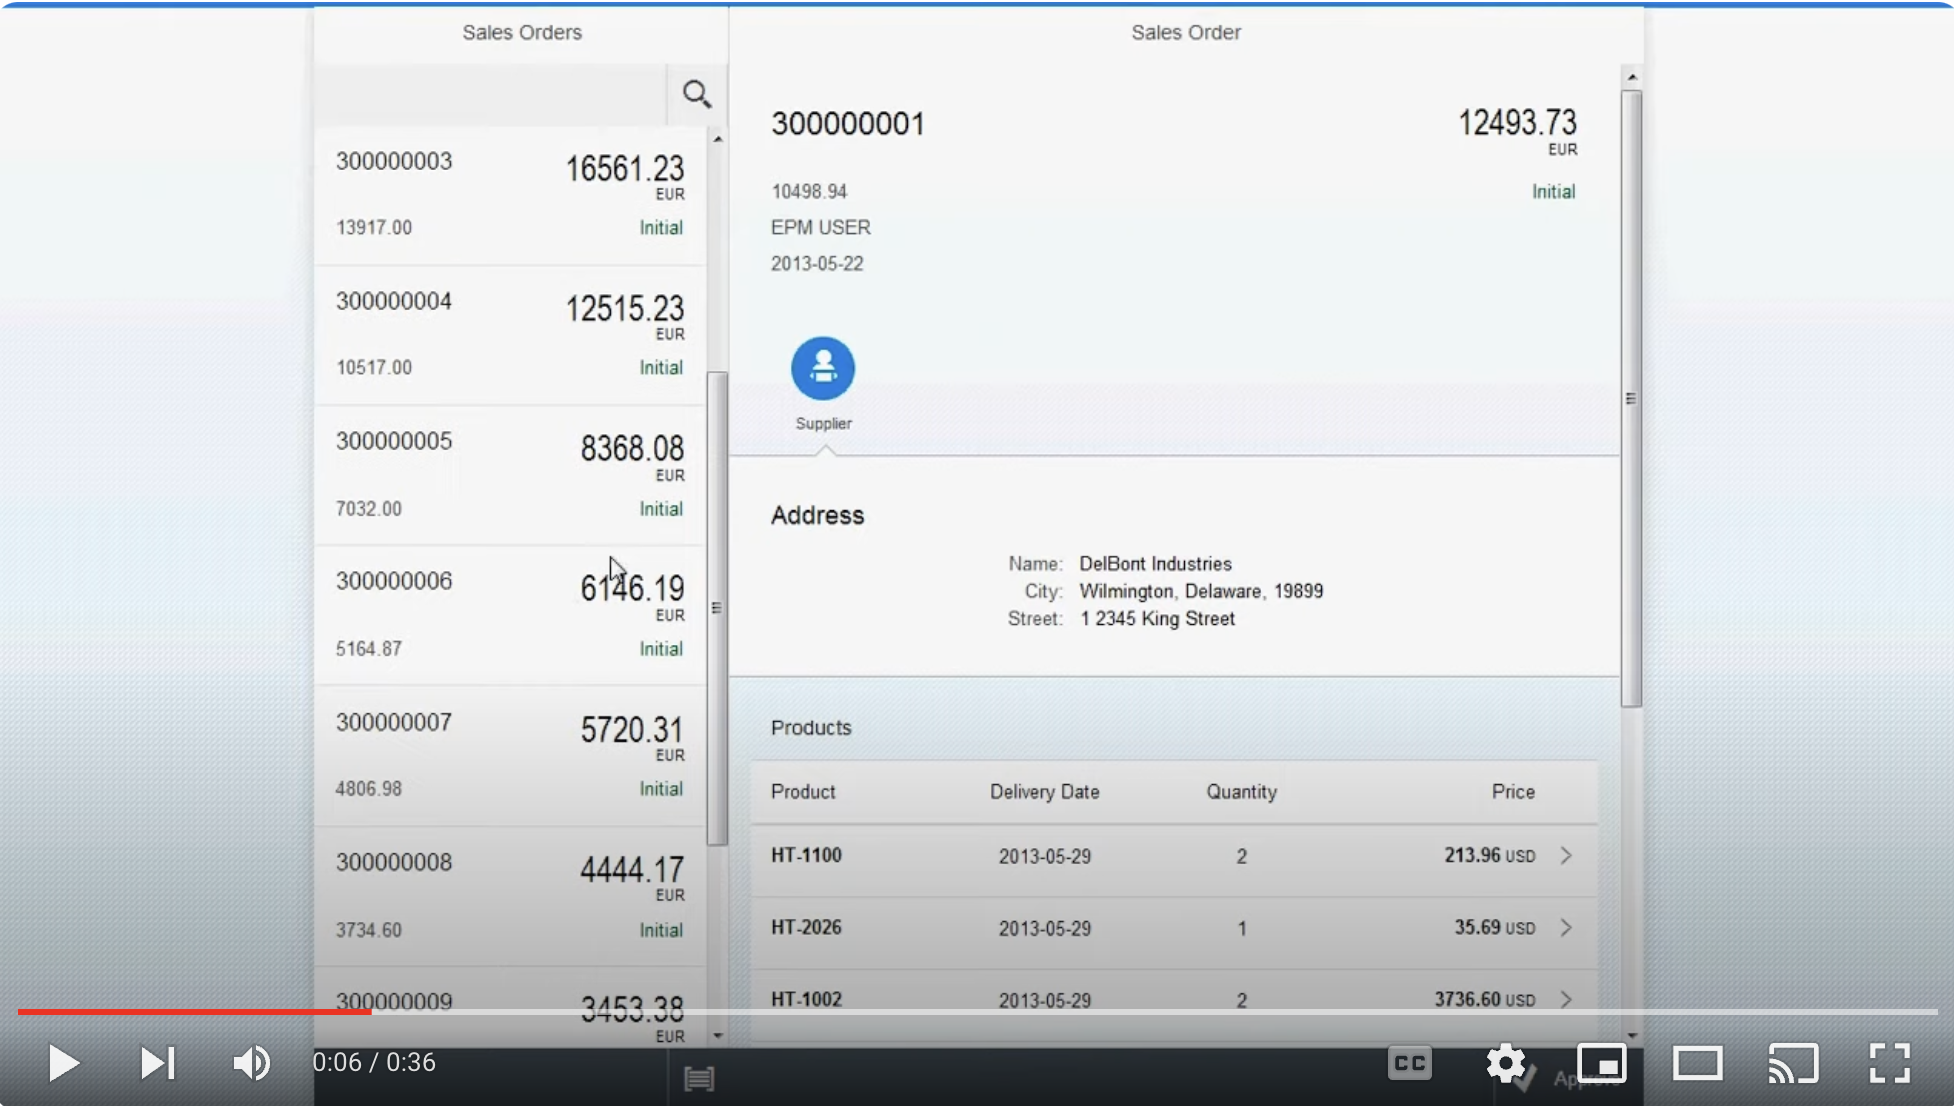 Sales Orders
300000003
16561.23
EUR
13917.00
Initial
300000004
12515.23
EUR
10517.00
Initial
300000005
8368.08
EUR
7032.00
Initial
300000006
6146.19
EUR
5164.87
Initial
300000007
5720.31
EUR
4806.98
Initial
300000008
4444.17
EUR
3734.60
Initial
300000009
3453.38
EUR
Sales Order
300000001
12493.73
EUR
10498.94
Initial
EPM USER
2013-05-22
Supplier
Address
Name: DelBont Industries
City: Wilmington, Delaware, 19899
Street: 1 2345 King Street
Products
Product Delivery Date Quantity Price
HT-1100 2013-05-29 2 213.96 USD
HT-2026 2013-05-29 1 35.69 USD
HT-1002 2013-05-29 2 3736.60 USD
0:06 / 0:36
CC